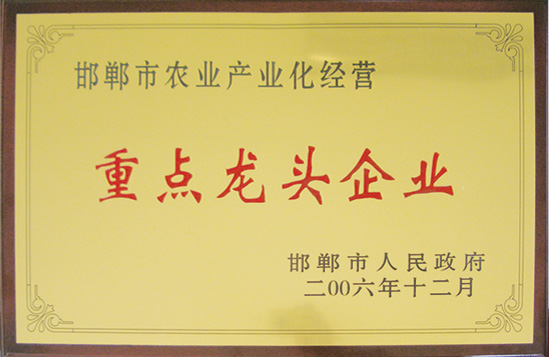 邯郸市农业产业化经营
重点龙头企业
邯郸市人民政府
二00六年十二月